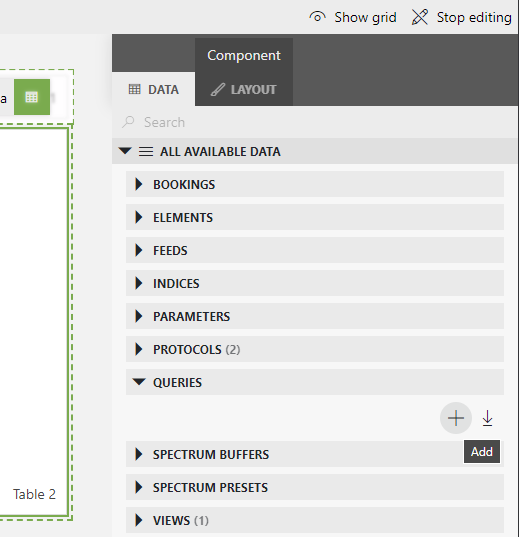 Show grid Stop editing
Component
a
DATA LAYOUT
Search
ALL AVAILABLE DATA
BOOKINGS
ELEMENTS
FEEDS
INDICES
PARAMETERS
PROTOCOLS (2)
QUERIES
Add
SPECTRUM BUFFERS
SPECTRUM PRESETS
Table 2
VIEWS (1)